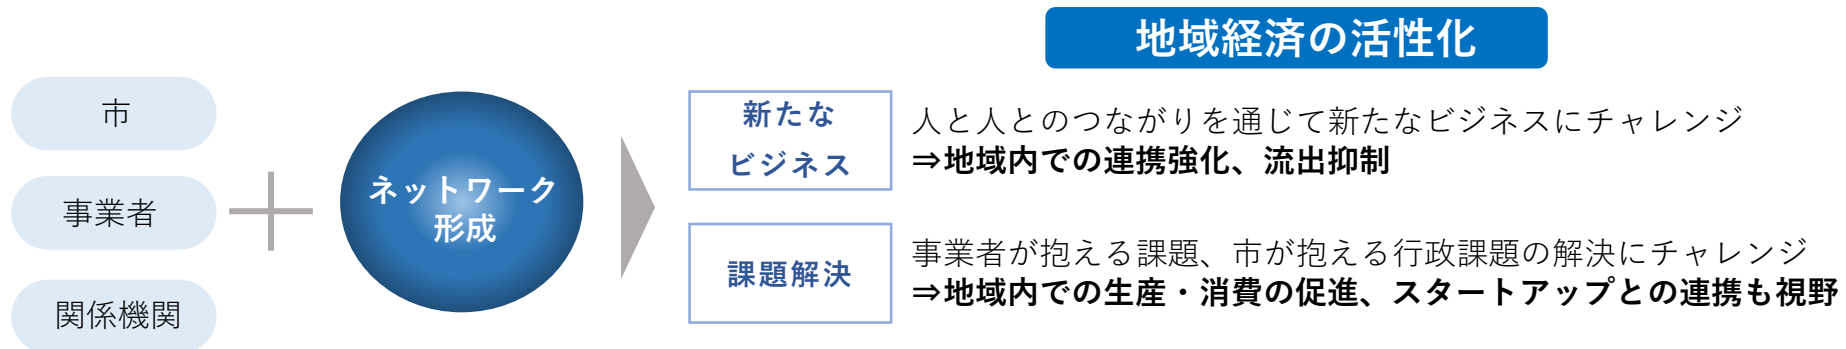 地域経済の活性化
市
事業者
関係機関
ネットワーク
形成
新たな
ビジネス
人と人とのつながりを通じて新たなビジネスにチャレンジ
⇒地域内での連携強化、流出抑制
課題解決
事業者が抱える課題、市が抱える行政課題の解決にチャレンジ
⇒地域内での生産・消費の促進、スタートアップとの連携も視野